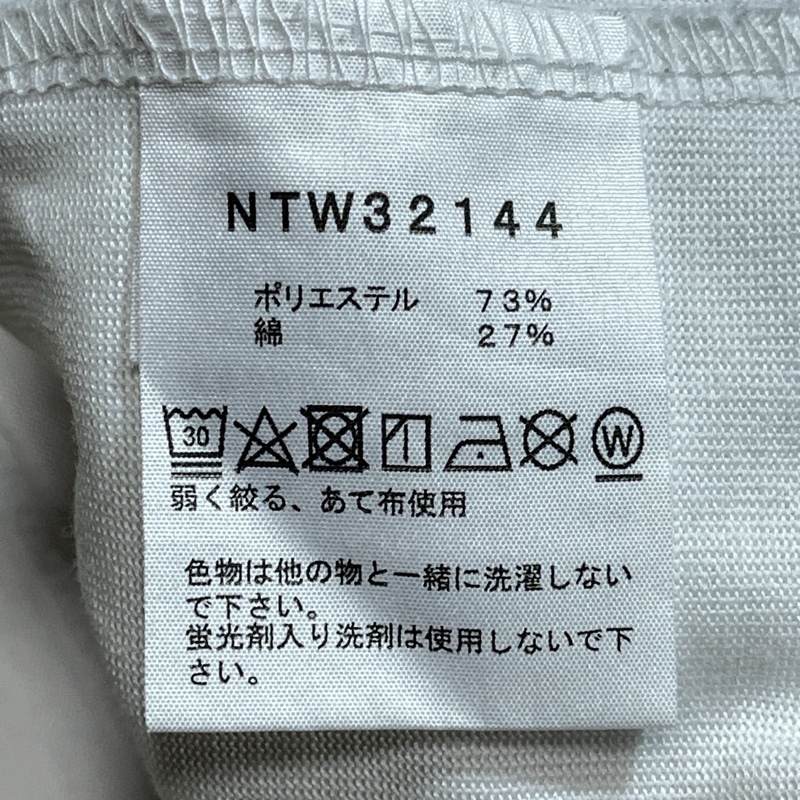 NTW32144
ポリエステル 73%
綿 27%
30 W
弱く絞る、あて布使用
色物は他の物と一緒に洗濯しない
で下さい。
蛍光剤入り洗剤は使用しないで下
さい。